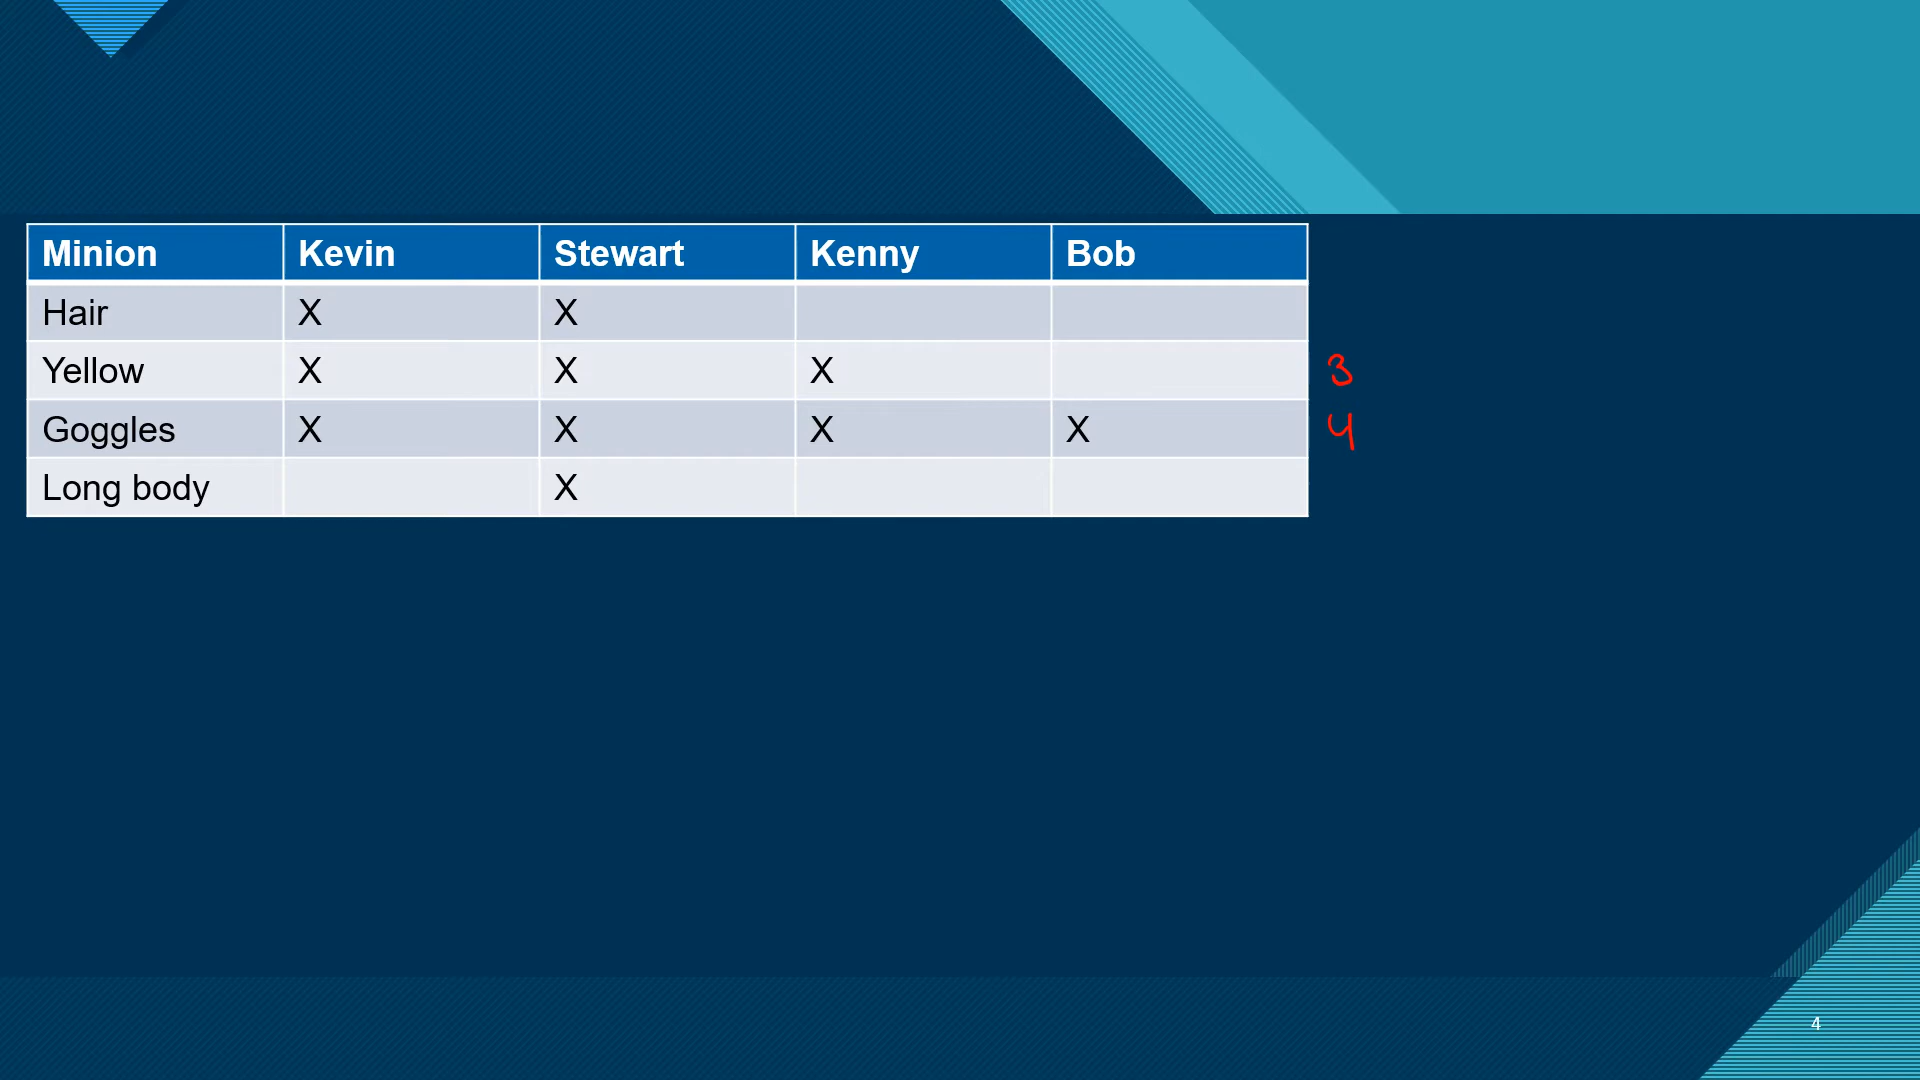 Minion Kevin Stewart Kenny Bob
Hair X X
Yellow X X X 3
Goggles X X X X 4
Long body X
4